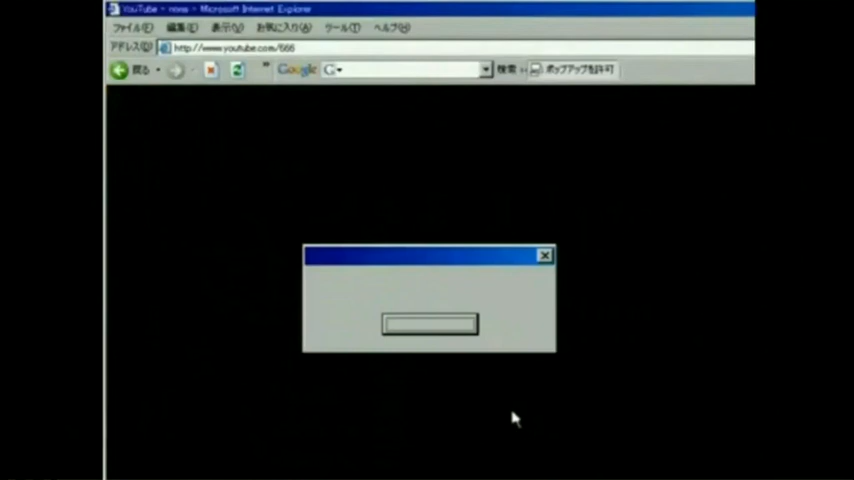 YouTube - nono - Microsoft Internet Explorer
ファイル(F) 編集(E) 表示(V) お気に入り(A) ツール(T) ヘルプ(H)
アドレス(D) http://www.youtube.com/666
戻る » Google G 検索 ポップアップを許可